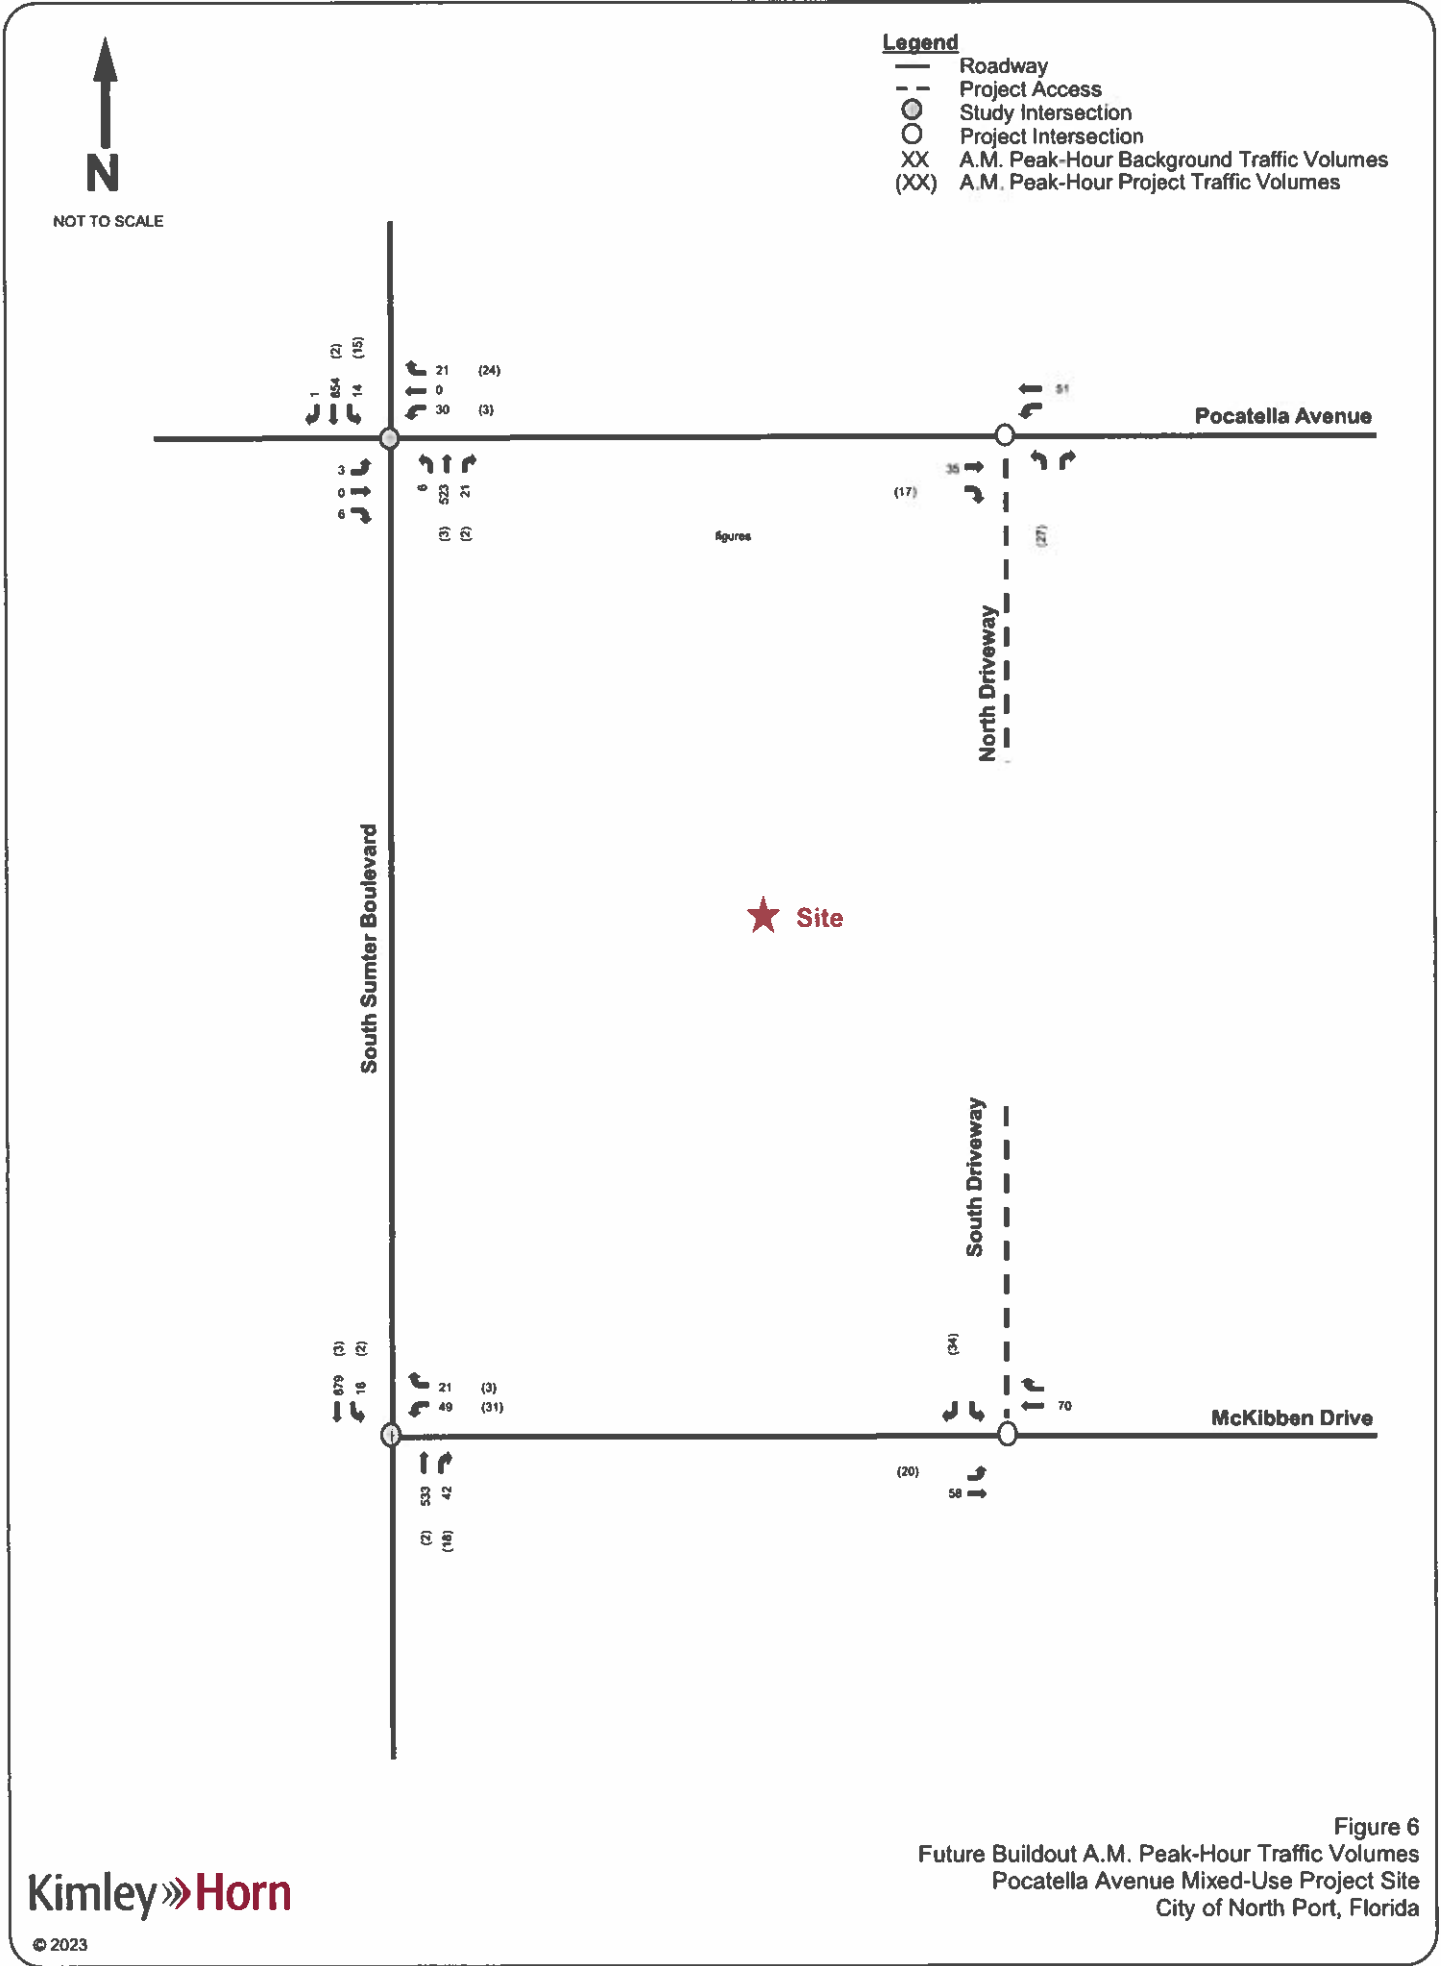 Legend
Roadway
Project Access
Study Intersection
Project Intersection
XX A.M. Peak-Hour Background Traffic Volumes
(XX) A.M. Peak-Hour Project Traffic Volumes
N
NOT TO SCALE
(2) (15)
1 654 14
21 (24)
0
30 (3)
51
Pocatella Avenue
3
0
6
6 523 21
(3) (2)
35
(17)
(27)
figures
North Driveway
South Sumter Boulevard
Site
South Driveway
(3) (2)
679 16
21 (3)
49 (31)
(34)
70
McKibben Drive
533 42
(2) (18)
(20)
58
Figure 6
Future Buildout A.M. Peak-Hour Traffic Volumes
Pocatella Avenue Mixed-Use Project Site
City of North Port, Florida
Kimley»Horn
© 2023